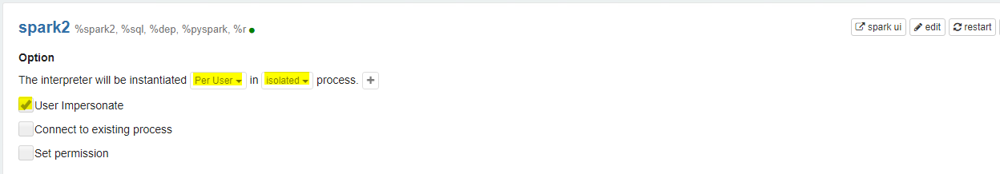 spark2 %spark2, %sql, %dep, %pyspark, %r spark ui edit restart
Option
The interpreter will be instantiated Per User in isolated process.
User Impersonate
Connect to existing process
Set permission